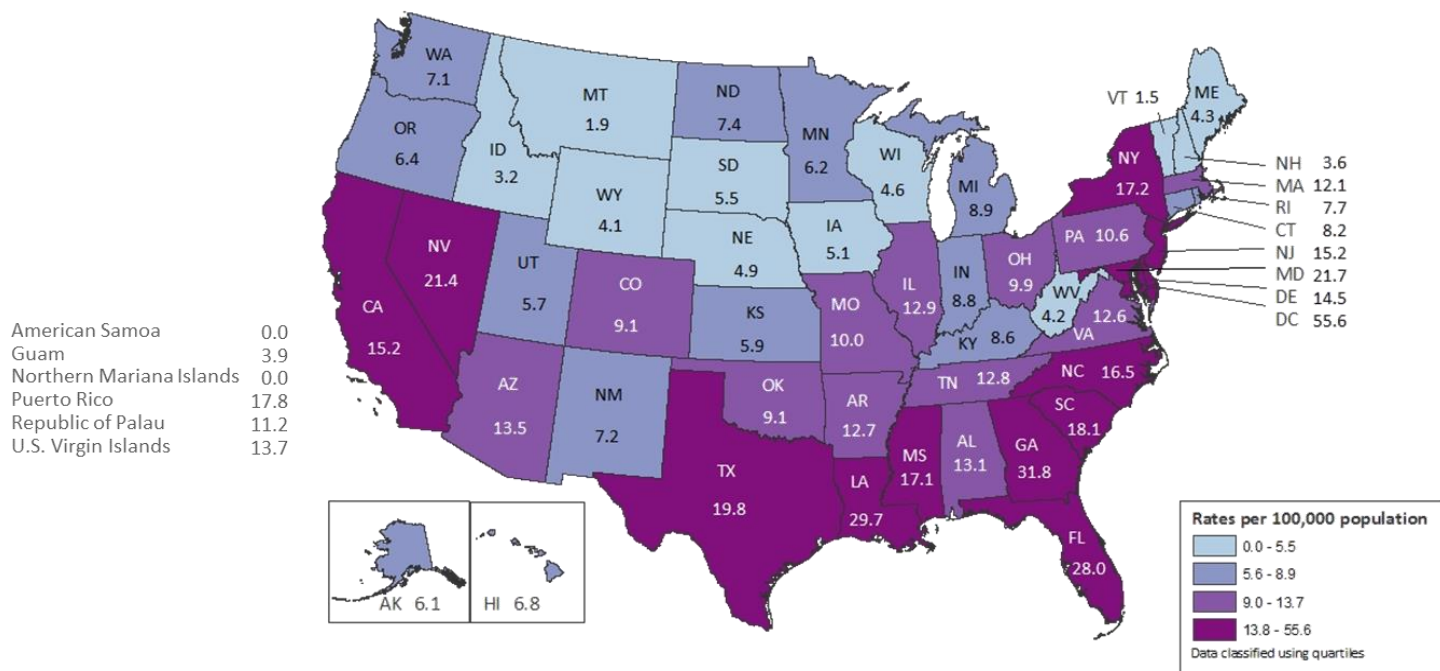 WA
7.1
OR
6.4
ID
3.2
MT
1.9
WY
4.1
ND
7.4
SD
5.5
NE
4.9
MN
6.2
WI
4.6
IA
5.1
MI
8.9
NV
21.4
CA
15.2
UT
5.7
CO
9.1
KS
5.9
MO
10.0
IL
12.9
IN
8.8
OH
9.9
PA 10.6
NY
17.2
VT 1.5
ME
4.3
NH 3.6
MA 12.1
RI 7.7
CT 8.2
NJ 15.2
MD 21.7
DE 14.5
DC 55.6
WV
4.2
12.6
VA
KY 8.6
TN 12.8
NC 16.5
SC
18.1
GA
31.8
AL
13.1
MS
17.1
AR
12.7
LA
29.7
OK
9.1
TX
19.8
NM
7.2
AZ
13.5
FL
28.0
AK 6.1
HI 6.8
American Samoa 0.0
Guam 3.9
Northern Mariana Islands 0.0
Puerto Rico 17.8
Republic of Palau 11.2
U.S. Virgin Islands 13.7
Rates per 100,000 population
0.0 - 5.5
5.6 - 8.9
9.0 - 13.7
13.8 - 55.6
Data classified using quartiles